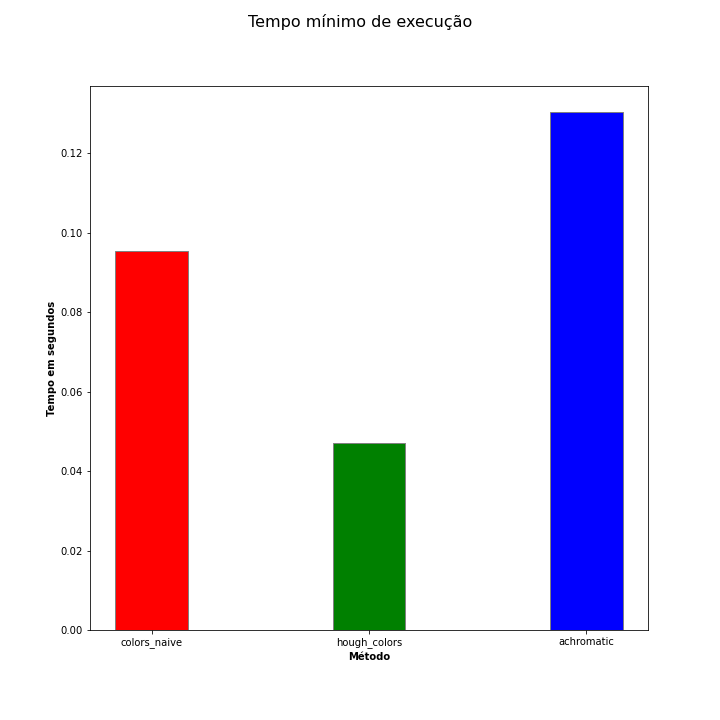 Tempo mínimo de execução
0.12
0.10
0.08
0.06
0.04
0.02
0.00
Tempo em segundos
colors_naive
hough_colors
achromatic
Método